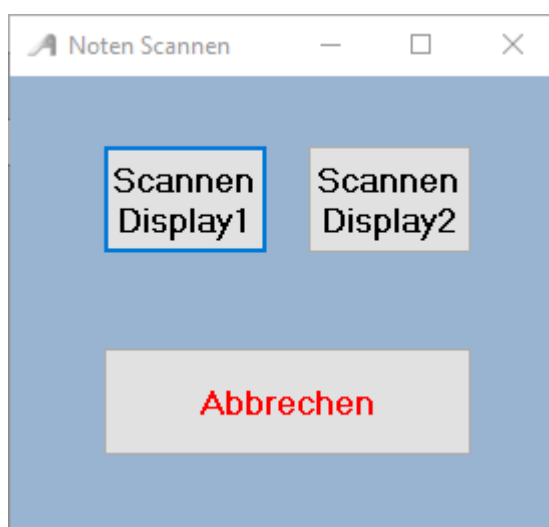 Noten Scannen
Scannen
Display1
Scannen
Display2
Abbrechen